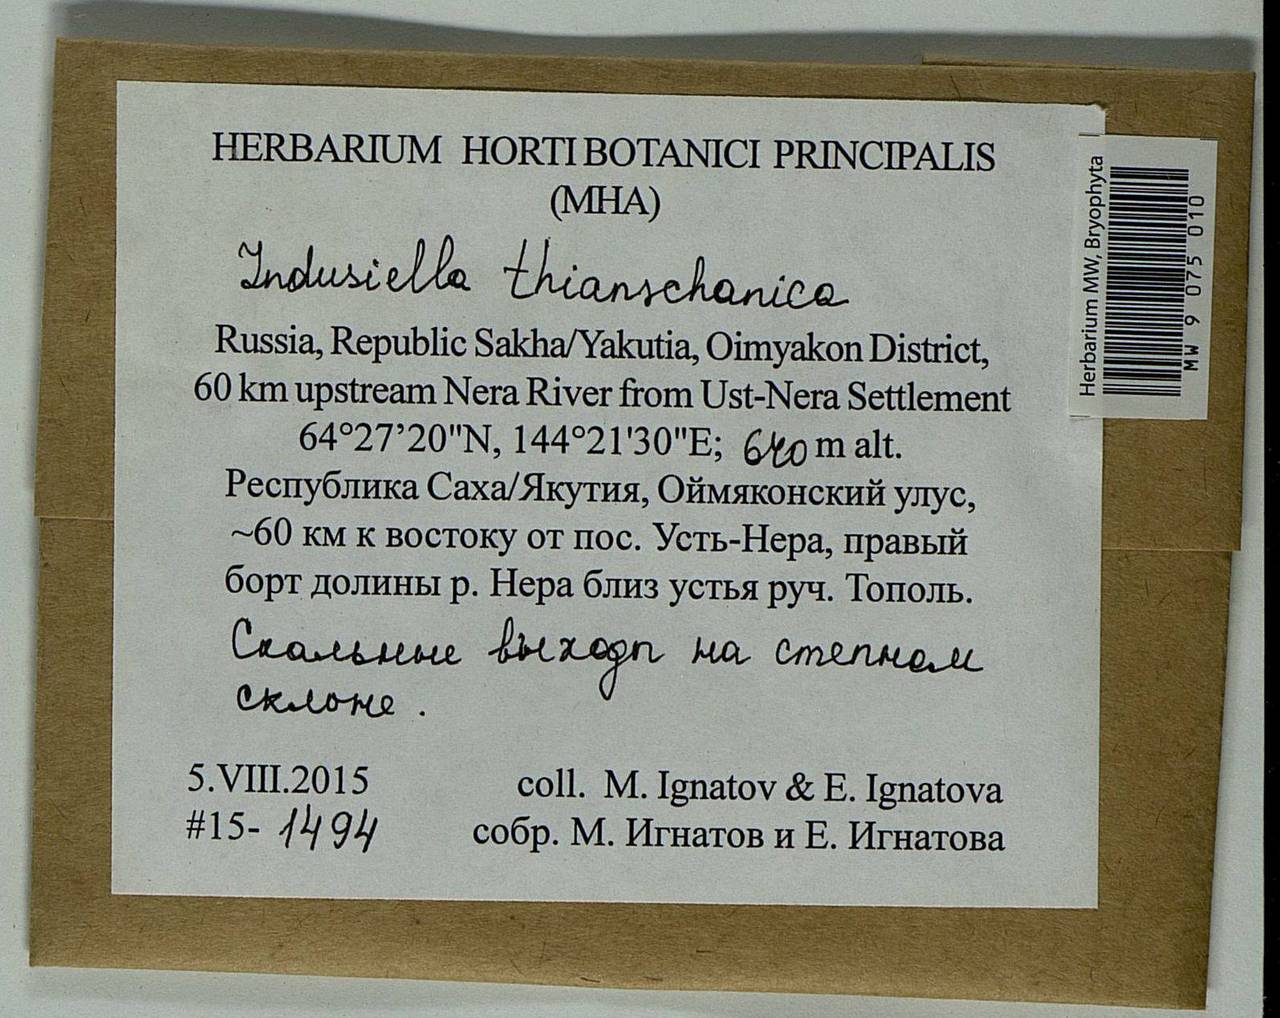 HERBARIUM HORTI BOTANICI PRINCIPALIS
(MHA)
Indusiella thianschanica
Russia, Republic Sakha/Yakutia, Oimyakon District,
60 km upstream Nera River from Ust-Nera Settlement
64°27’20"N, 144°21'30"E; 640 m alt.
Республика Саха/Якутия, Оймяконский улус,
~60 км к востоку от пос. Усть-Нера, правый
борт долины р. Нера близ устья руч. Тополь.
Скальные выходы на степном
склоне.
5.VIII.2015
coll. M. Ignatov & E. Ignatova
#15- 1494
собр. М. Игнатов и Е. Игнатова
Herbarium MW, Bryophyta
MW 9 075 010